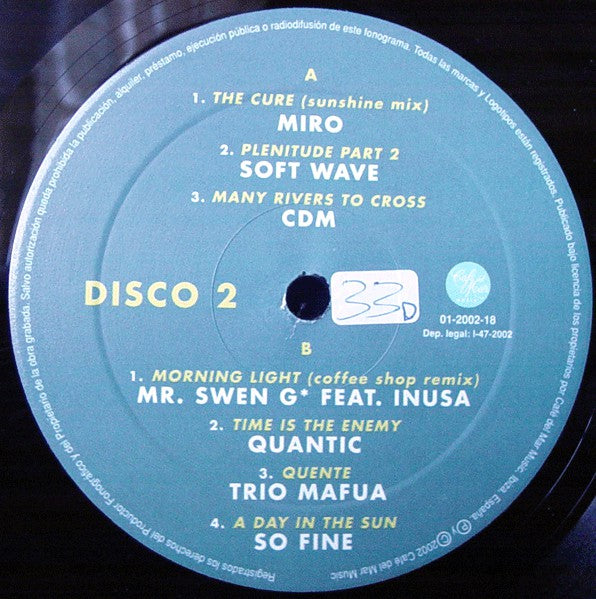 A
1. THE CURE (sunshine mix)
MIRO
2. PLENITUDE PART 2
SOFT WAVE
3. MANY RIVERS TO CROSS
CDM
DISCO 2
33D
Café del Mar
01-2002-18
Dep. legal: I-47-2002
B
1. MORNING LIGHT (coffee shop remix)
MR. SWEN G* FEAT. INUSA
2. TIME IS THE ENEMY
QUANTIC
3. QUENTE
TRIO MAFUA
4. A DAY IN THE SUN
SO FINE
Registrados los derechos del Productor Fonográfico y del Propietario de la obra grabada. Salvo autorización queda prohibida la publicación, alquiler, préstamo, ejecución pública o radiodifusión de este fonograma. Todas las marcas y Logotipos están registrados. Publicado bajo licencia de los propietarios por Cafe del Mar Music. Ibiza. España. ℗ © 2002 Café del Mar Music